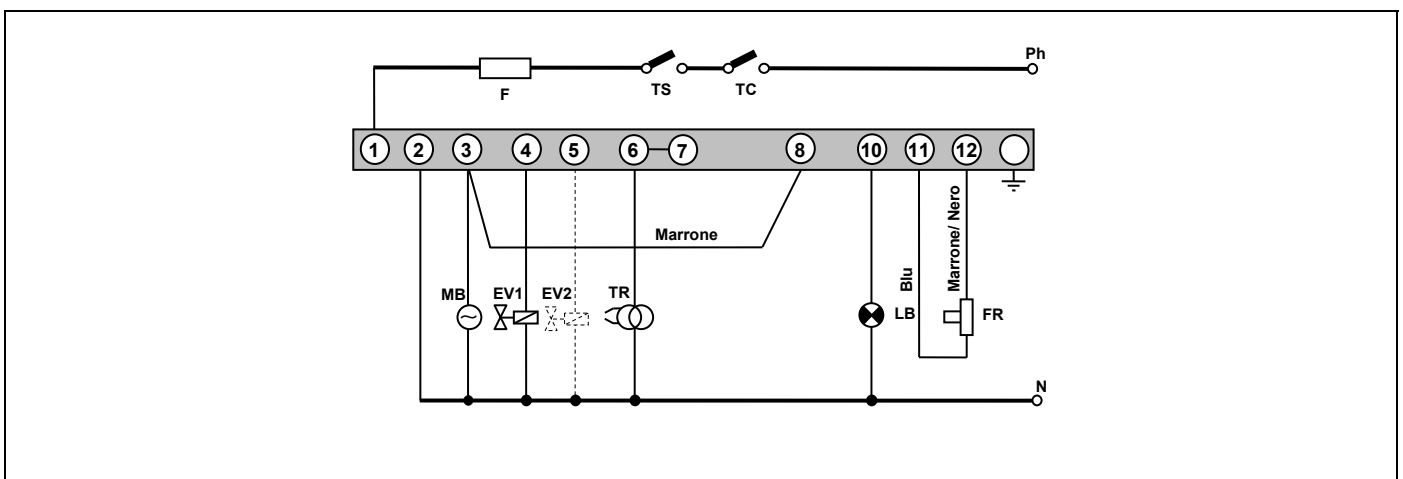 Ph
F
TS TC
1 2 3 4 5 6 7 8 10 11 12
Marrone
Blu
Marrone/ Nero
MB EV1 EV2 TR
LB FR
N